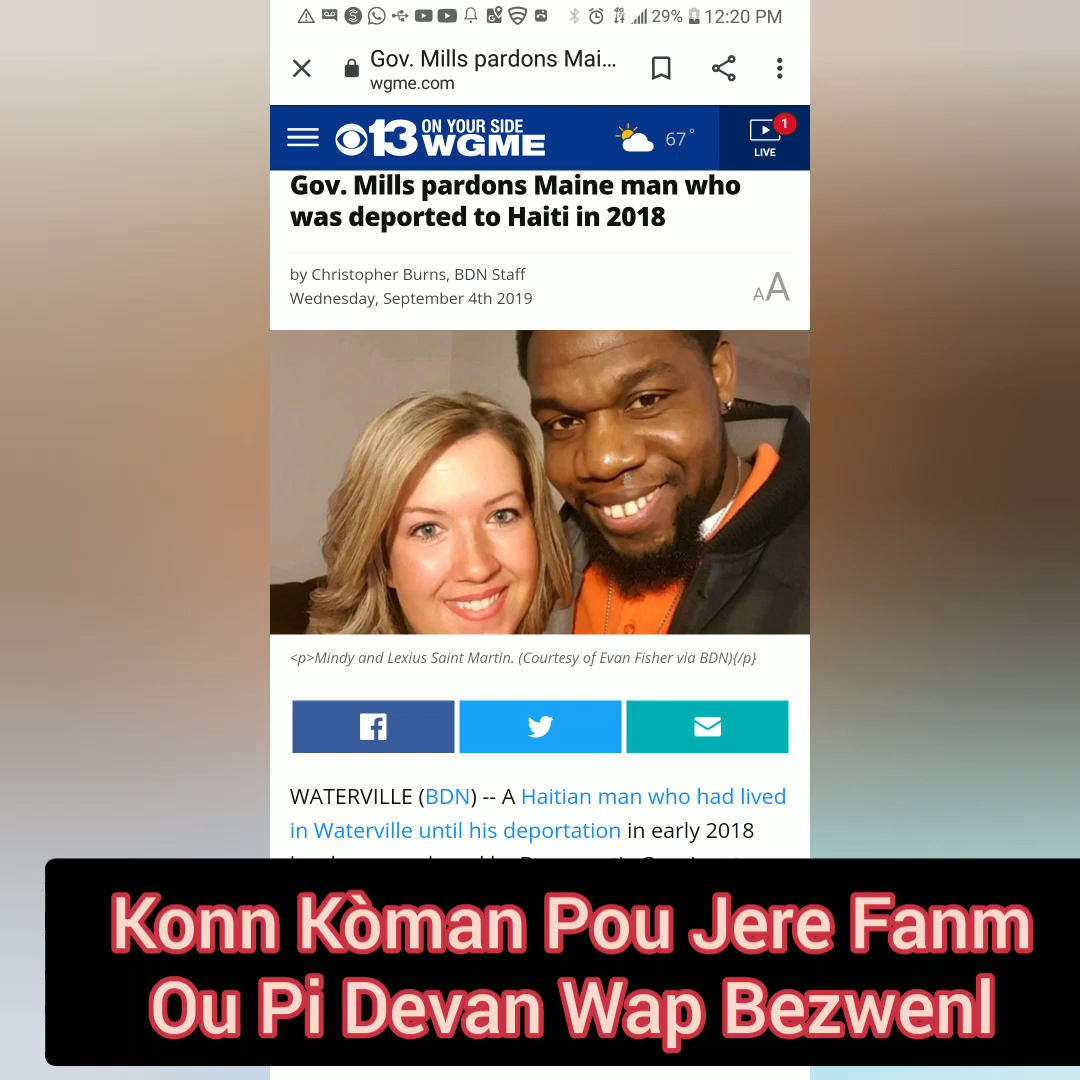 29% 12:20 PM
Gov. Mills pardons Mai...
wgme.com
13 ON YOUR SIDE
WGME
67°
1
LIVE
Gov. Mills pardons Maine man who
was deported to Haiti in 2018
by Christopher Burns, BDN Staff
Wednesday, September 4th 2019
AA
<p>Mindy and Lexius Saint Martin. (Courtesy of Evan Fisher via BDN){/p}
WATERVILLE (BDN) -- A Haitian man who had lived
in Waterville until his deportation in early 2018
Konn Kòman Pou Jere Fanm
Ou Pi Devan Wap Bezwenl